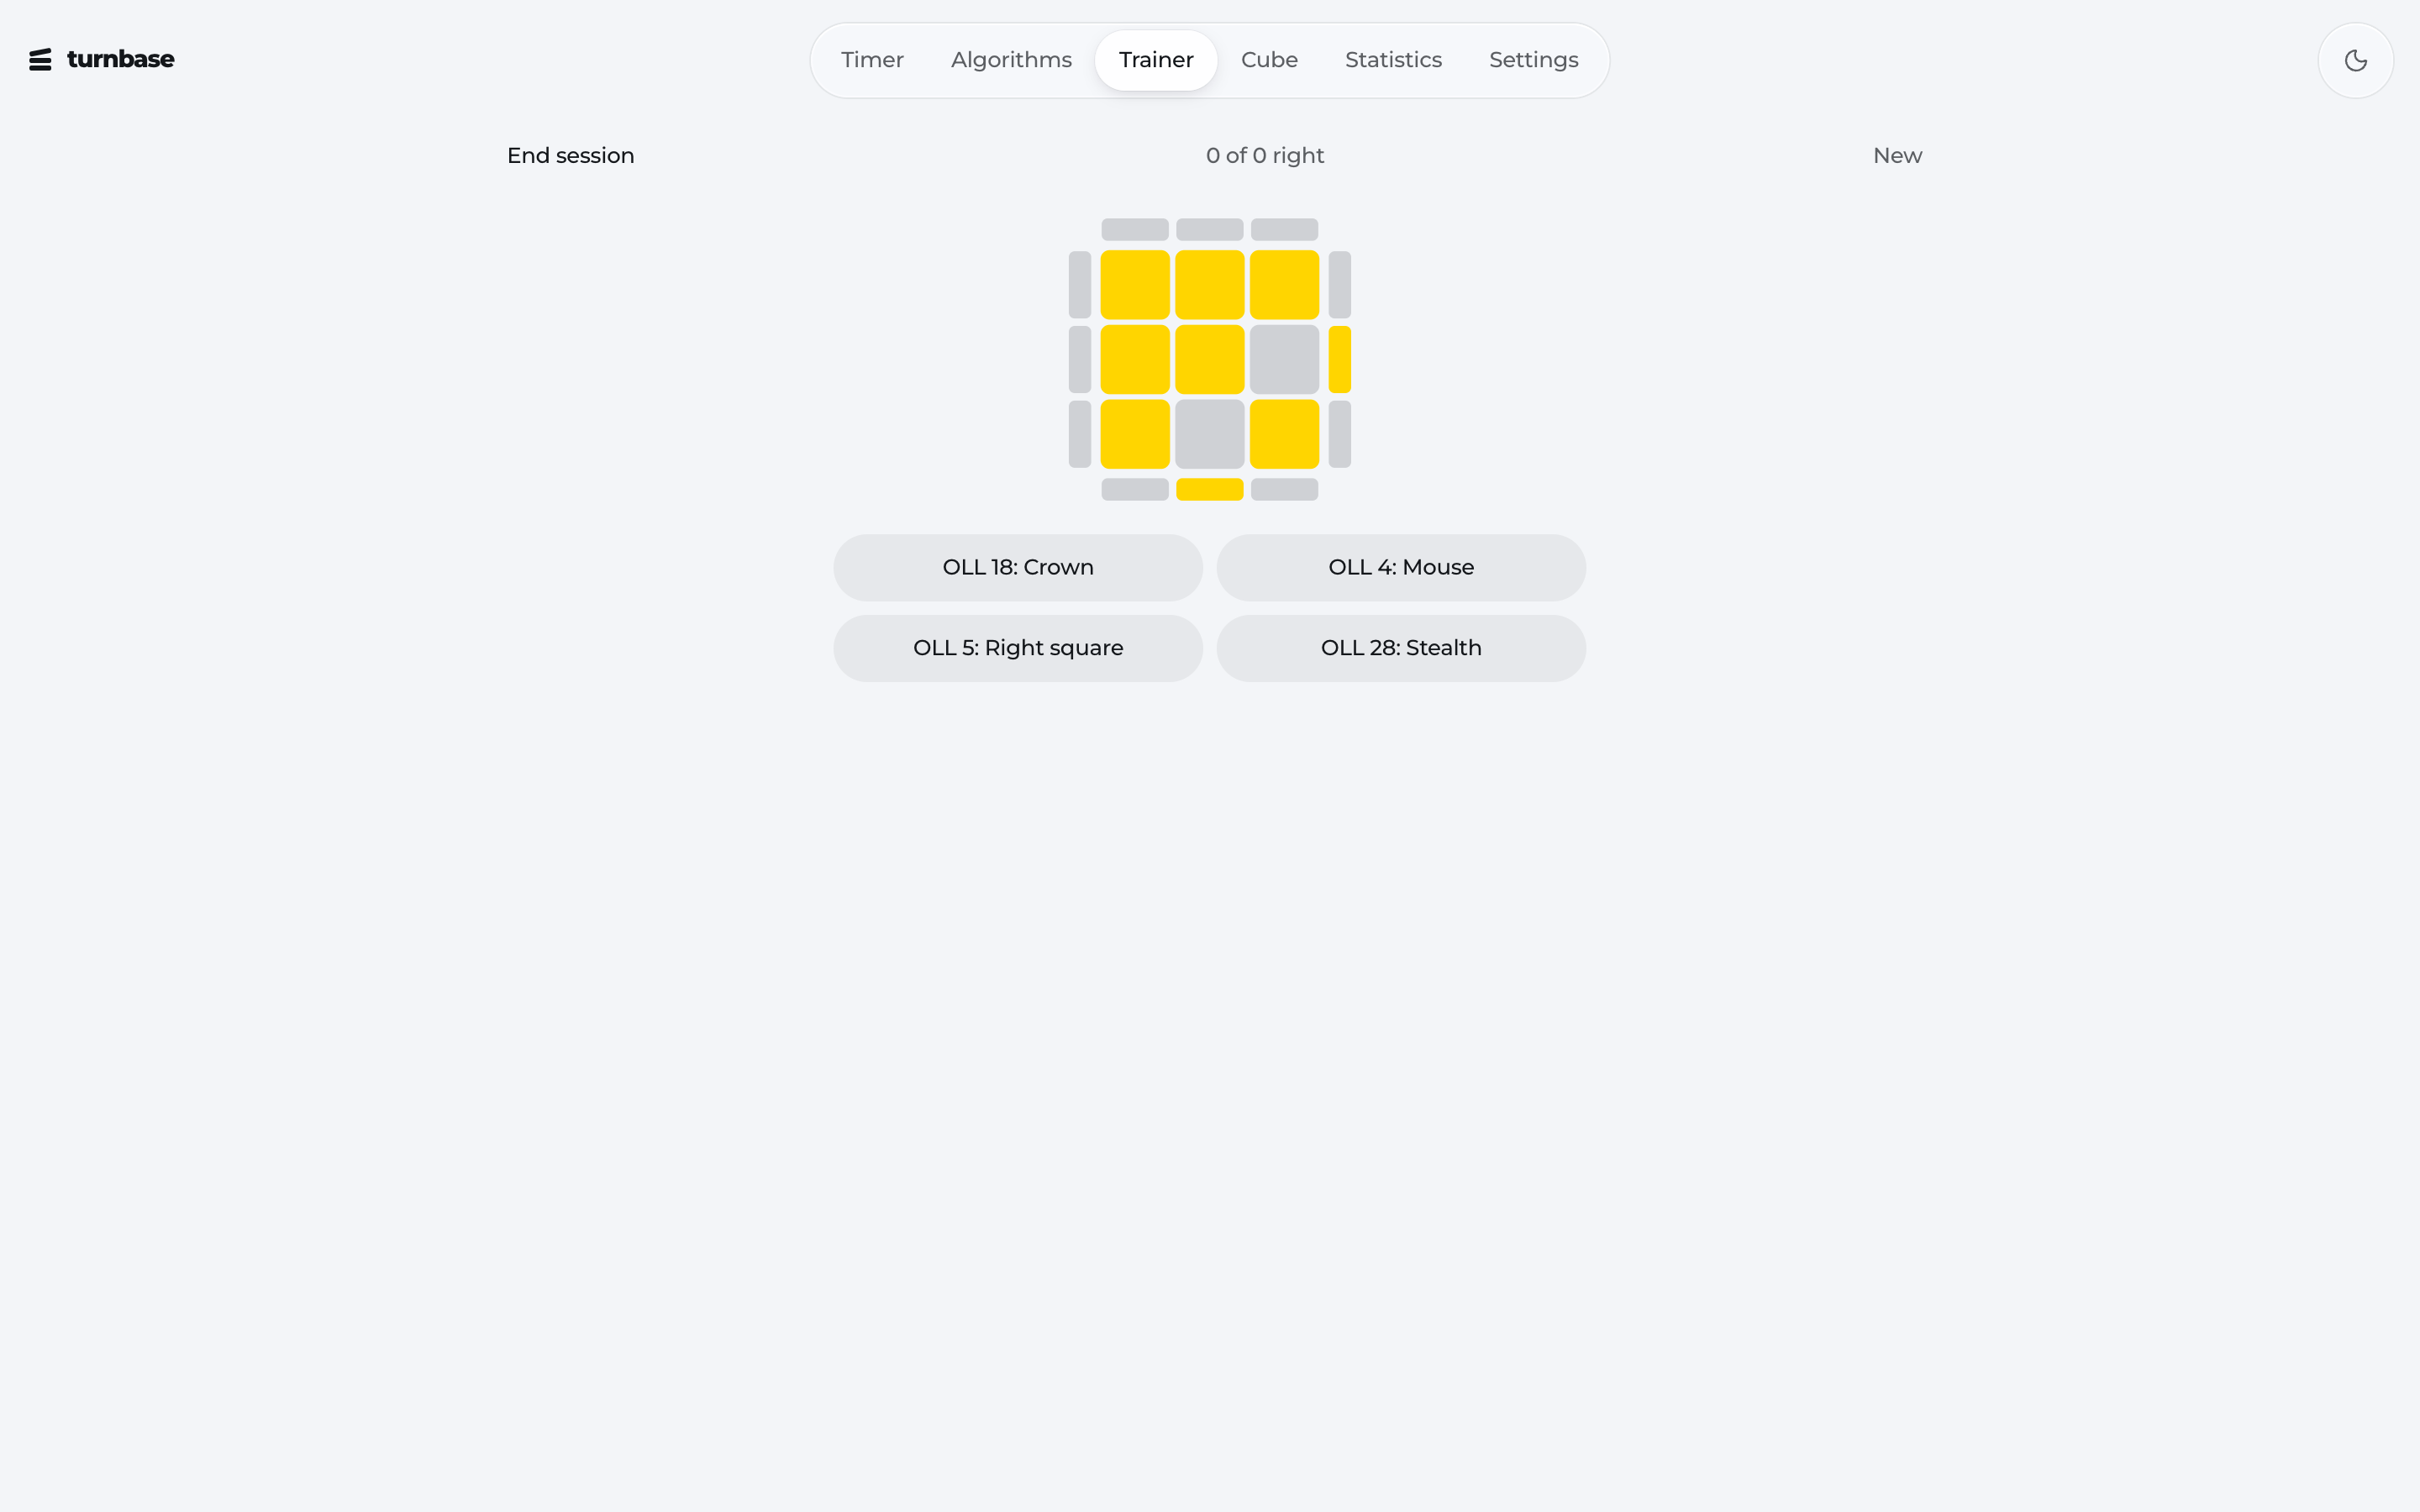 turnbase
Timer Algorithms Trainer Cube Statistics Settings
End session 0 of 0 right New
OLL 18: Crown OLL 4: Mouse
OLL 5: Right square OLL 28: Stealth